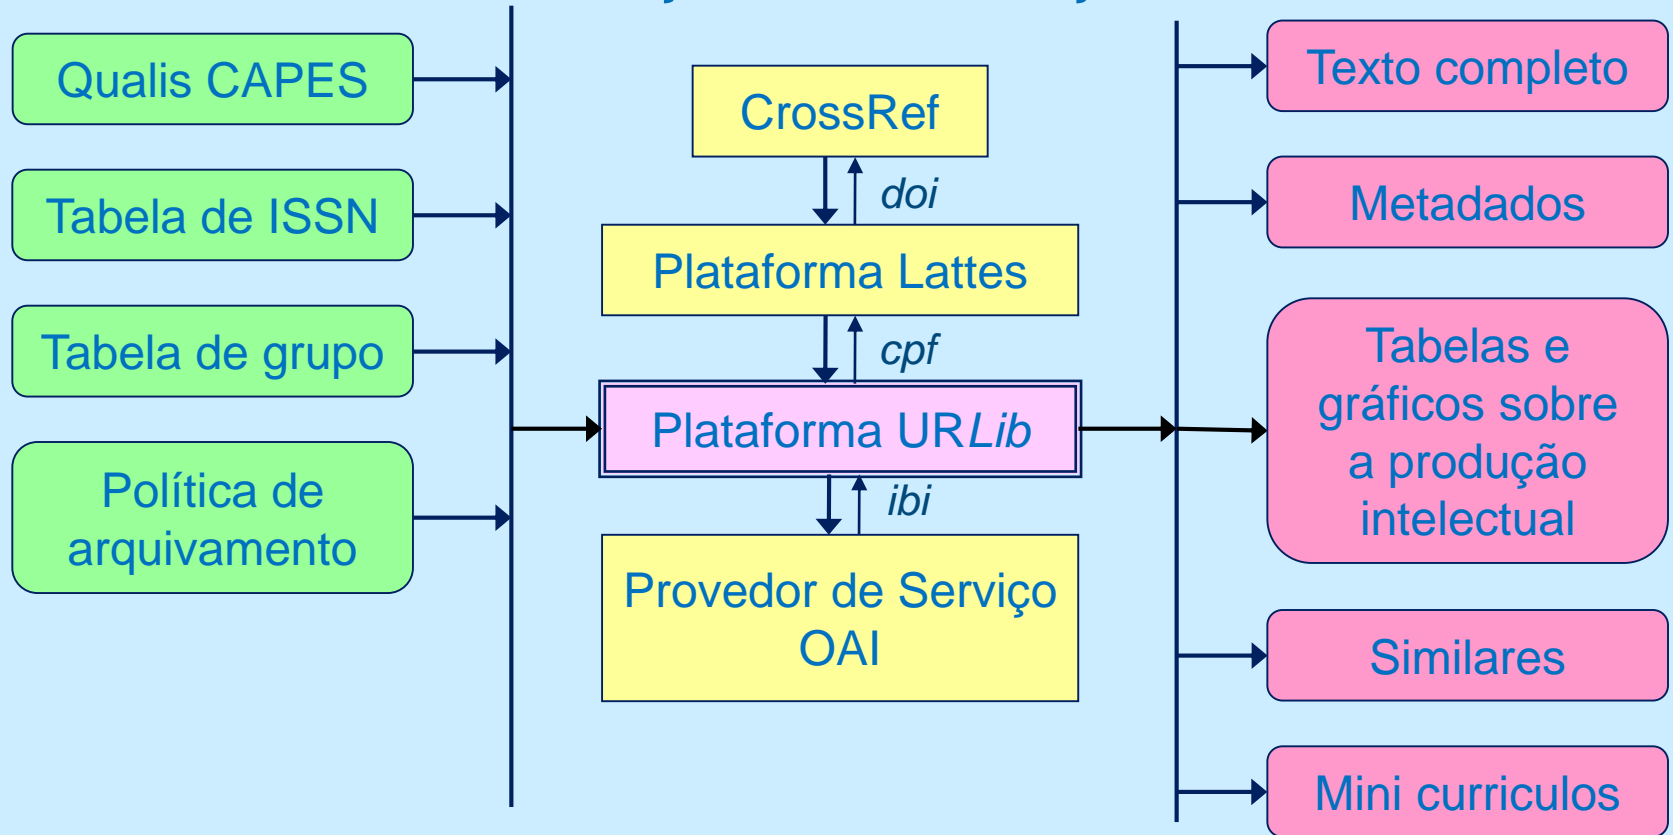 Qualis CAPES
Tabela de ISSN
Tabela de grupo
Política de
arquivamento
CrossRef
doi
Plataforma Lattes
cpf
Plataforma URLib
ibi
Provedor de Serviço
OAI
Texto completo
Metadados
Tabelas e
gráficos sobre
a produção
intelectual
Similares
Mini curriculos